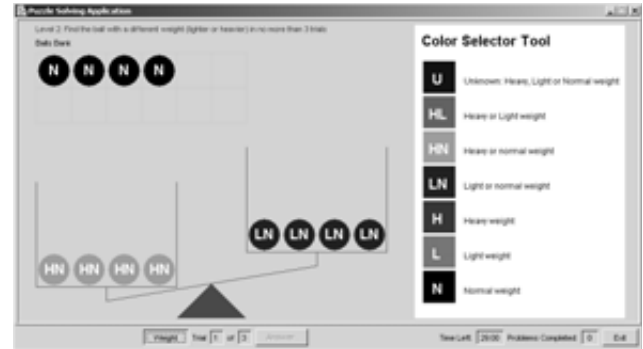 Puzzle Solving Application
Level 2: Find the ball with a different weight (lighter or heavier) in no more than 3 trials
Color Selector Tool
N N N N
U Unknown: Heavy, Light or Normal weight
HL Heavy or Light weight
HN Heavy or normal weight
LN Light or normal weight
H Heavy weight
L Light weight
N Normal weight
LN LN LN LN
HN HN HN HN
Weight Trial 1 of 3 Answer
Time Left: 29:00 Problems Completed: 0 Exit